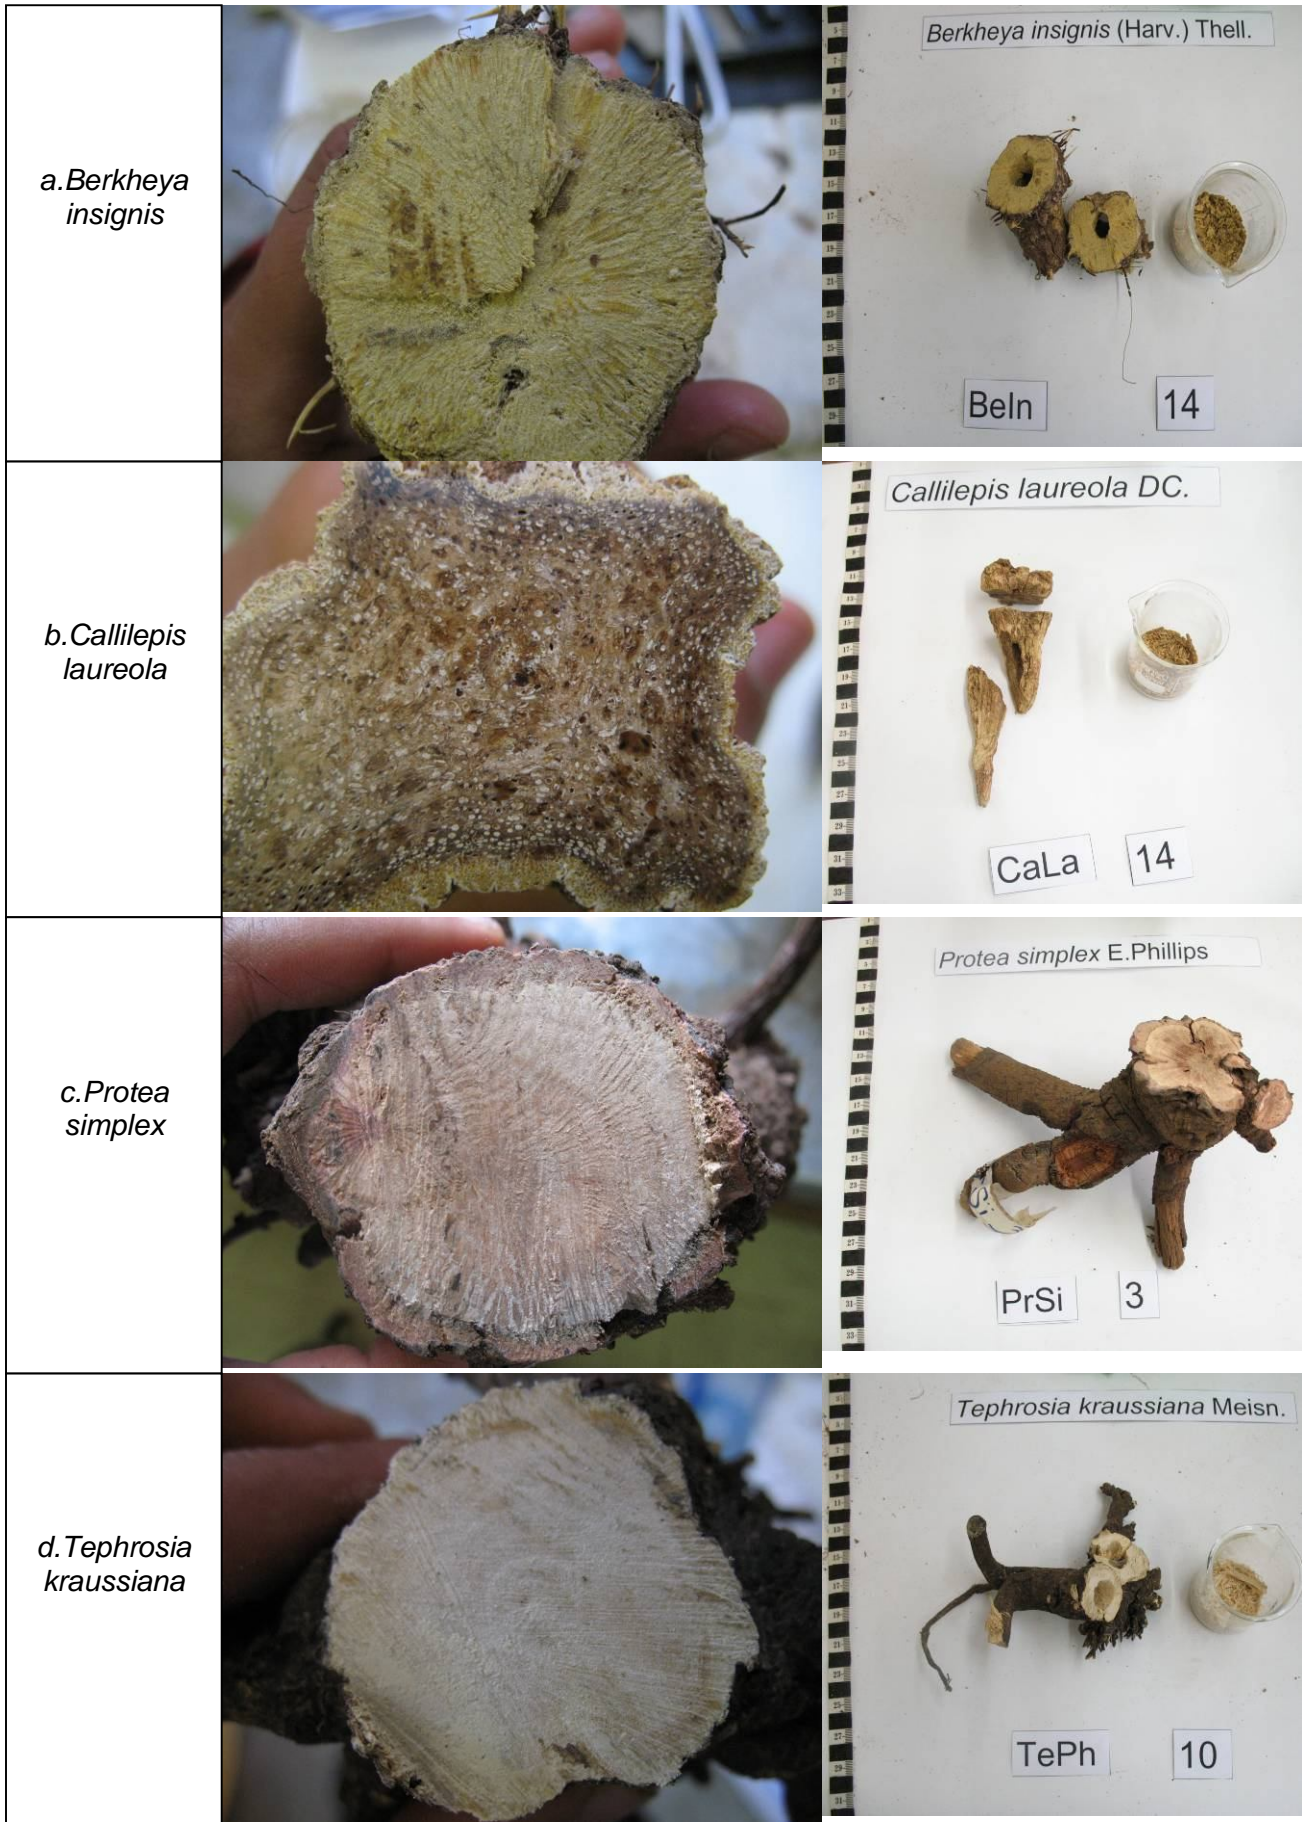 a.Berkheya
insignis
Berkheya insignis (Harv.) Thell.
BeIn 14
b.Callilepis
laureola
Callilepis laureola DC.
CaLa 14
c.Protea
simplex
Protea simplex E.Phillips
PrSi 3
d.Tephrosia
kraussiana
Tephrosia kraussiana Meisn.
TePh 10